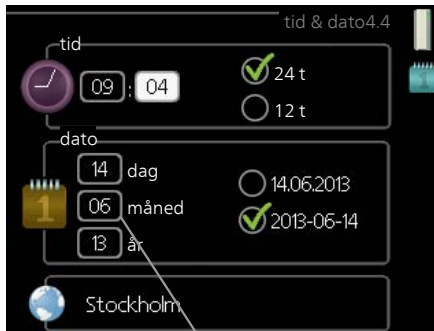 tid & dato4.4
tid
09 : 04
24 t
12 t
dato
14 dag
06 måned
13 år
14.06.2013
2013-06-14
1
Stockholm